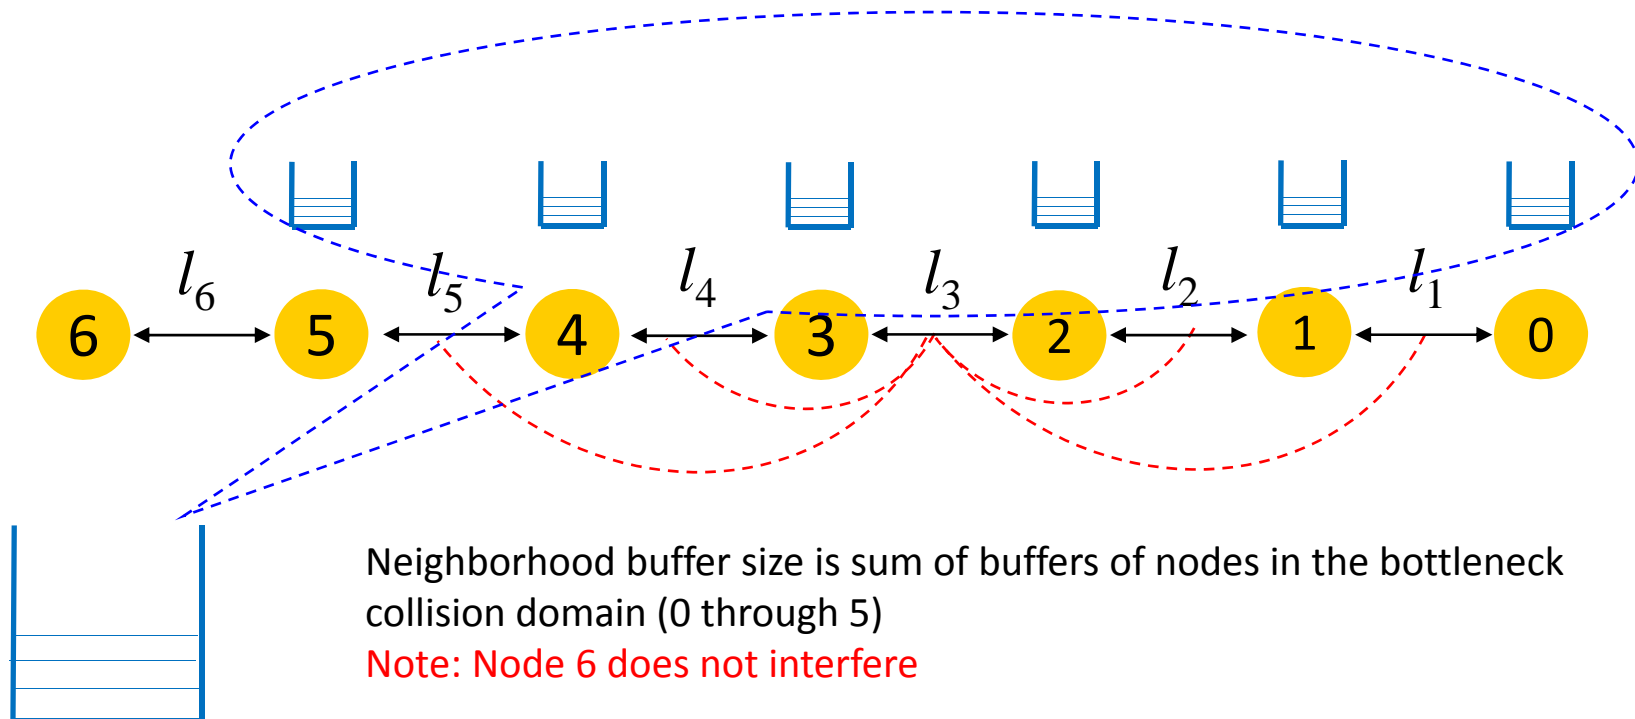 l6 l5 l4 l3 l2 l1
6 5 4 3 2 1 0
Neighborhood buffer size is sum of buffers of nodes in the bottleneck
collision domain (0 through 5)
Note: Node 6 does not interfere